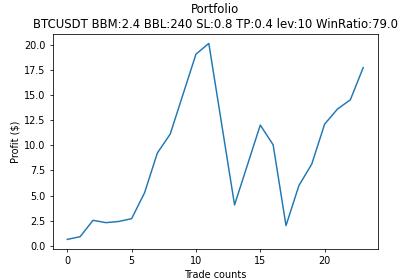 Portfolio
BTCUSDT BBM:2.4 BBL:240 SL:0.8 TP:0.4 lev:10 WinRatio:79.0
20.0
17.5
15.0
12.5
10.0
7.5
5.0
2.5
0.0
Profit ($)
0 5 10 15 20
Trade counts